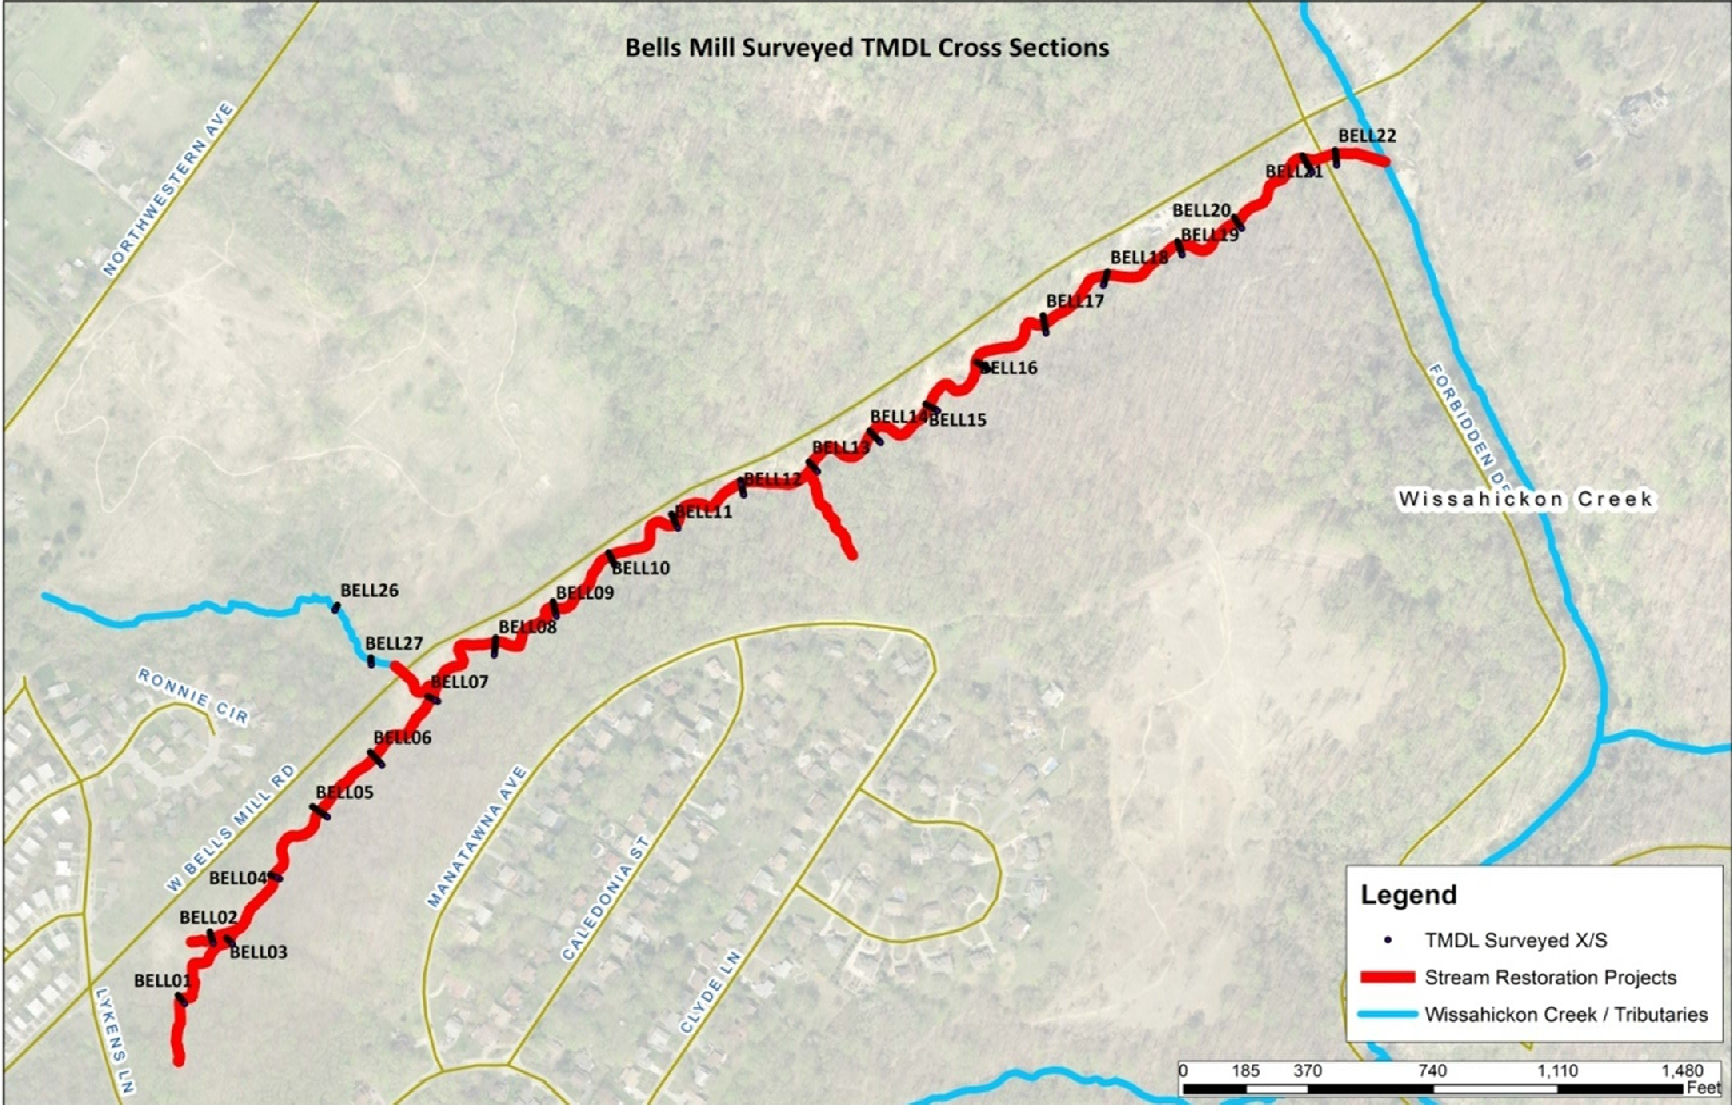 Bells Mill Surveyed TMDL Cross Sections
NORTHWESTERN AVE
BELL22
BELL21
BELL20
BELL19
BELL18
BELL17
BELL16
BELL15
BELL14
BELL13
BELL12
BELL11
BELL10
BELL09
BELL08
BELL07
BELL26
BELL27
BELL06
BELL05
BELL04
BELL02
BELL03
BELL01
FORBIDDEN DR
Wissahickon Creek
RONNIE CIR
W BELLS MILL RD
MANATAWNA AVE
CALEDONIA ST
CLYDE LN
LYKENS LN
Legend
TMDL Surveyed X/S
Stream Restoration Projects
Wissahickon Creek / Tributaries
0 185 370 740 1,110 1,480
Feet